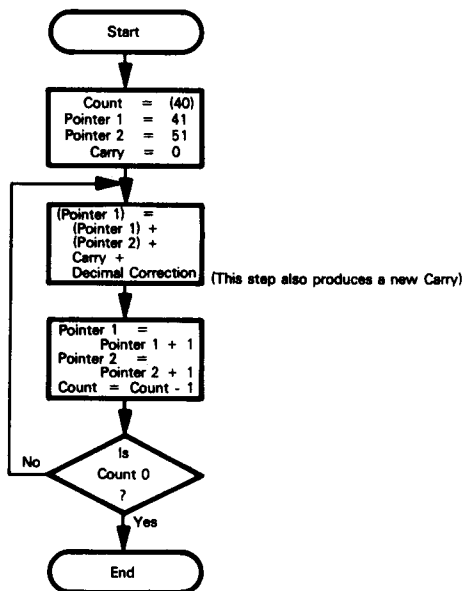 Start
Count = (40)
Pointer 1 = 41
Pointer 2 = 51
Carry = 0
(Pointer 1) =
(Pointer 1) +
(Pointer 2) +
Carry +
Decimal Correction
(This step also produces a new Carry)
Pointer 1 =
Pointer 1 + 1
Pointer 2 =
Pointer 2 + 1
Count = Count - 1
Is
Count 0
?
No
Yes
End